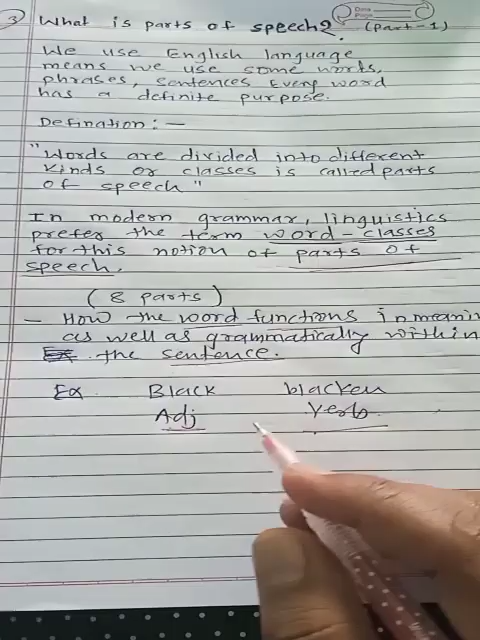 3 What is parts of speech? (part-1)
Date
Page
We use English language
means we use some words,
phrases, sentences Every word
has a definite purpose.
Defination :-
"Words are divided into different
kinds or classes is called parts
of speech"
In modern grammar, linguistics
prefer the term word-classes
for this notion of parts of
speech.
(8 parts)
- How the word functions in meanin
as well as grammatically within
the sentence.
Ex Black blacken
Adj Verb